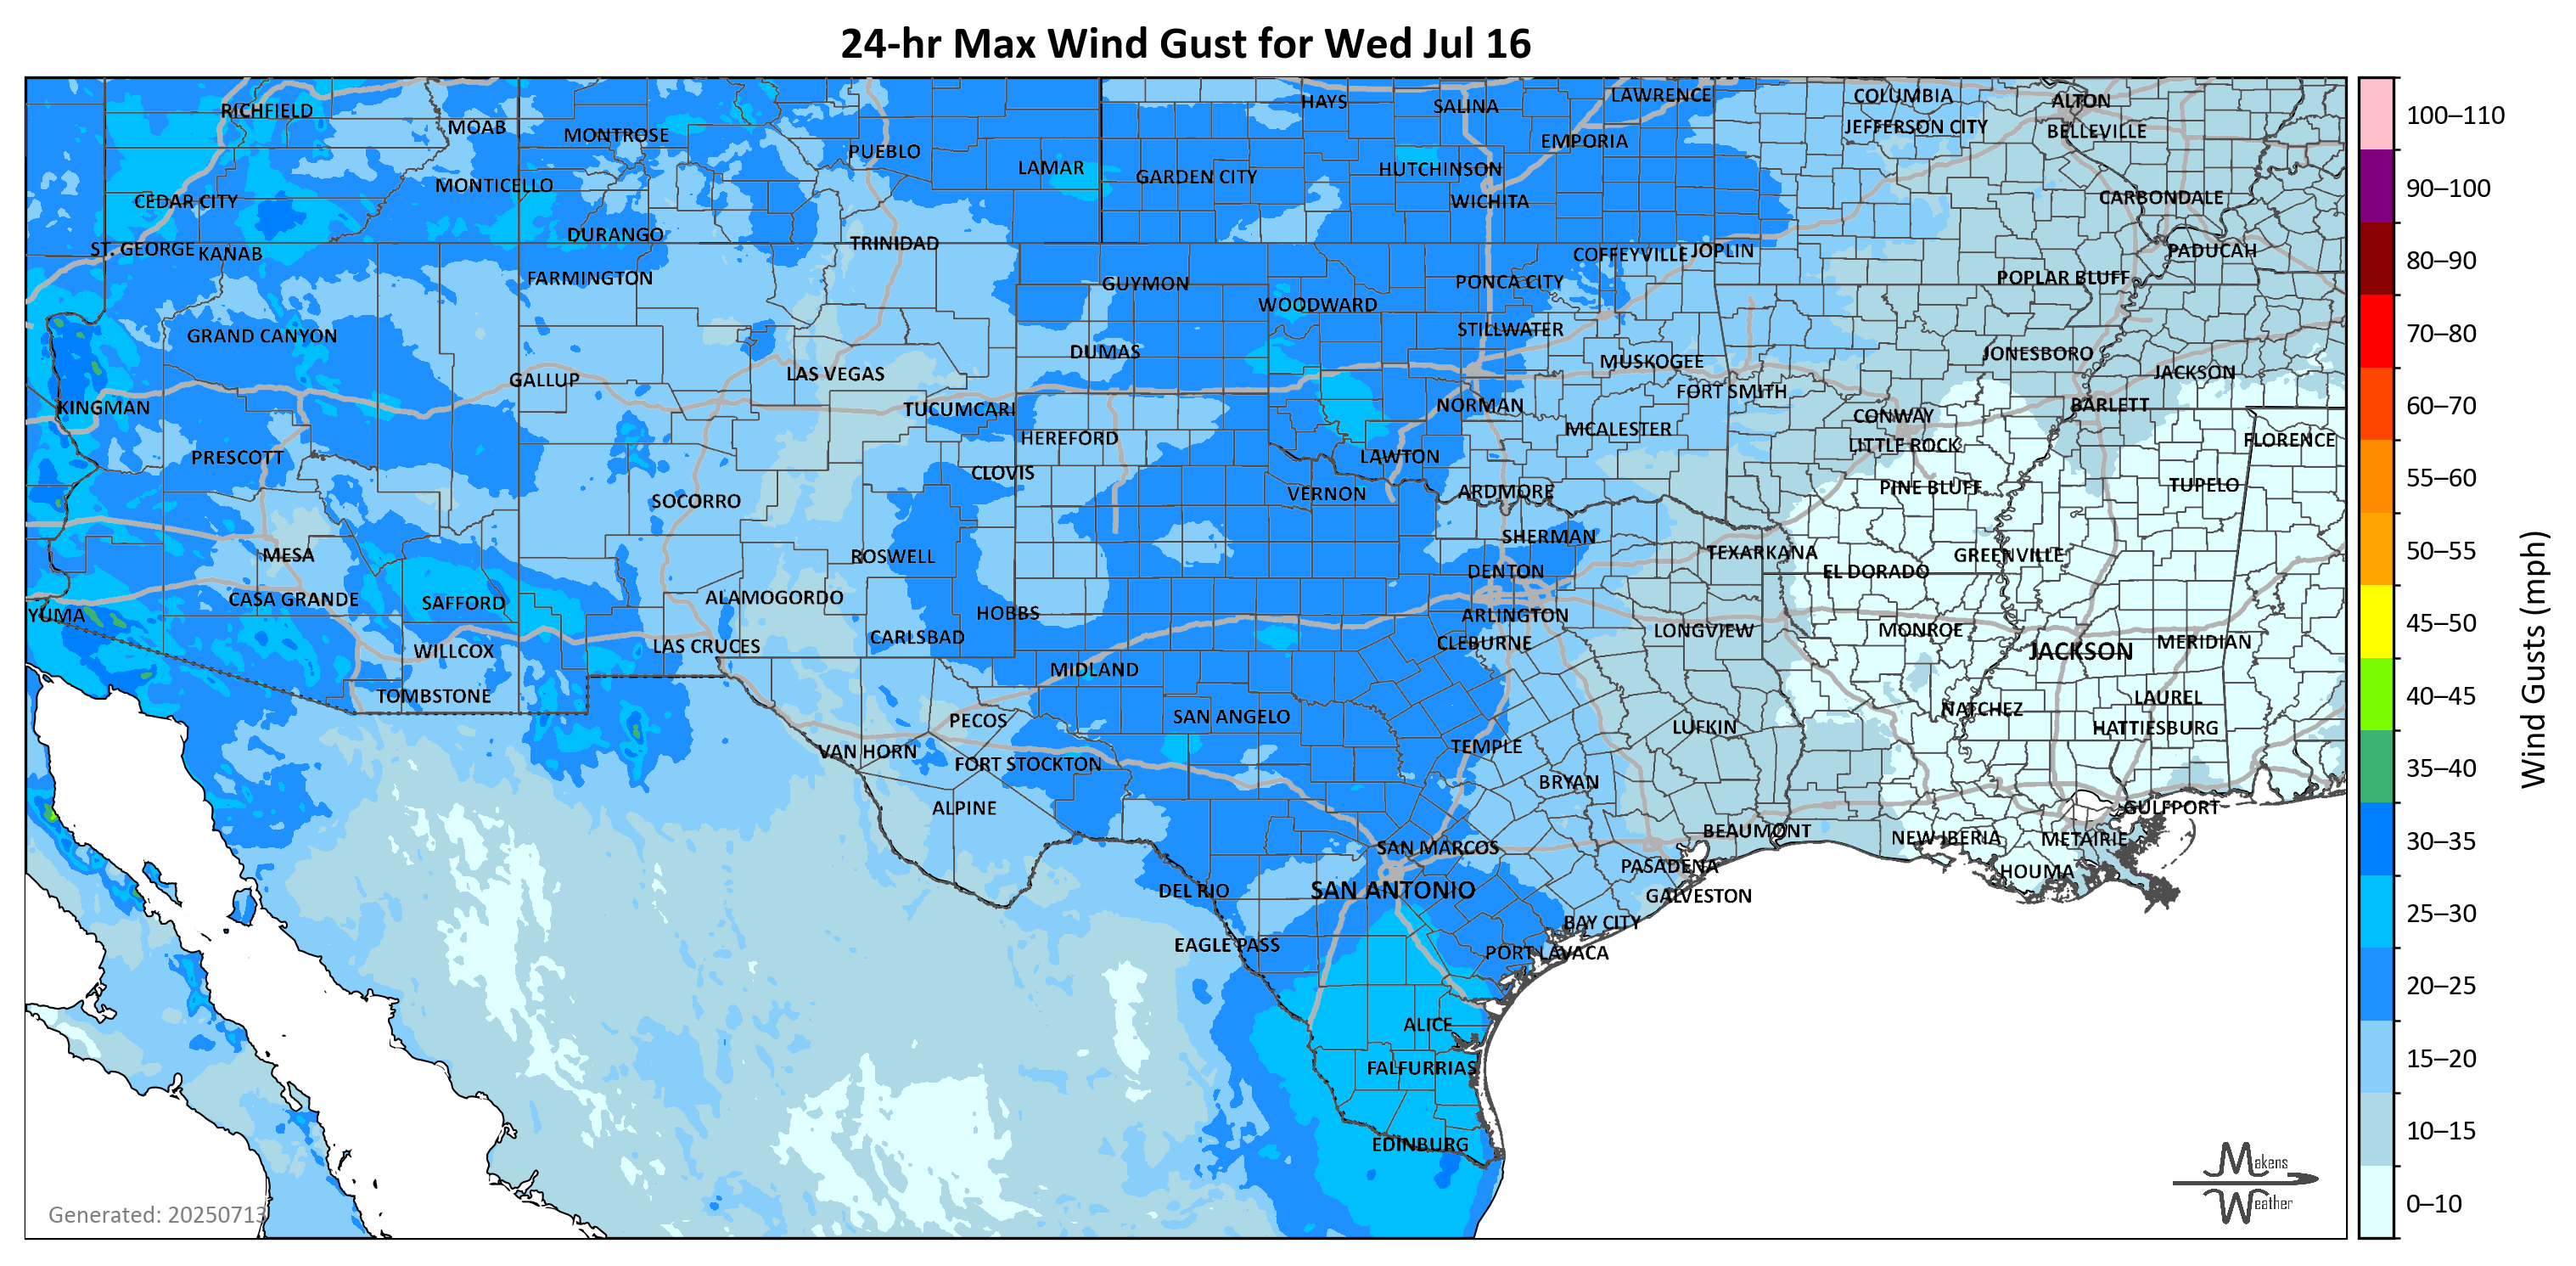 24-hr Max Wind Gust for Wed Jul 16
RICHFIELD
MOAB
MONTROSE
PUEBLO
LAMAR
HAYS
SALINA
LAWRENCE
COLUMBIA
ALTON
JEFFERSON CITY
BELLEVILLE
EMPORIA
GARDEN CITY
HUTCHINSON
WICHITA
MONTICELLO
CEDAR CITY
CARBONDALE
ST. GEORGE
KANAB
DURANGO
TRINIDAD
COFFEYVILLE
JOPLIN
PADUCAH
FARMINGTON
GUYMON
PONCA CITY
POPLAR BLUFF
WOODWARD
GRAND CANYON
STILLWATER
DUMAS
JONESBORO
MUSKOGEE
LAS VEGAS
GALLUP
JACKSON
FORT SMITH
KINGMAN
TUCUMCARI
NORMAN
CONWAY
BARLETT
HEREFORD
MCALESTER
LITTLE ROCK
FLORENCE
PRESCOTT
CLOVIS
LAWTON
PINE BLUFF
TUPELO
SOCORRO
VERNON
ARDMORE
MESA
ROSWELL
SHERMAN
TEXARKANA
GREENVILLE
DENTON
EL DORADO
CASA GRANDE
SAFFORD
ALAMOGORDO
HOBBS
ARLINGTON
YUMA
WILLCOX
LAS CRUCES
CARLSBAD
CLEBURNE
LONGVIEW
MONROE
JACKSON
MERIDIAN
MIDLAND
TOMBSTONE
PECOS
SAN ANGELO
LUFKIN
NATCHEZ
LAUREL
HATTIESBURG
VAN HORN
FORT STOCKTON
TEMPLE
BRYAN
ALPINE
GULFPORT
BEAUMONT
NEW IBERIA
METAIRIE
SAN MARCOS
PASADENA
HOUMA
DEL RIO
SAN ANTONIO
GALVESTON
BAY CITY
EAGLE PASS
PORT LAVACA
ALICE
FALFURRIAS
EDINBURG
Generated: 20250713
Makens
Weather
100–110
90–100
80–90
70–80
60–70
55–60
50–55
45–50
40–45
35–40
30–35
25–30
20–25
15–20
10–15
0–10
Wind Gusts (mph)